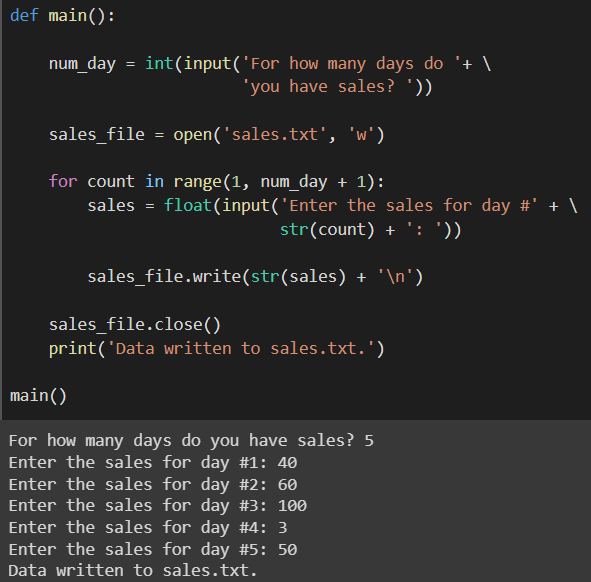 def main():
    num_day = int(input('For how many days do '+ \
                        'you have sales? '))
    sales_file = open('sales.txt', 'w')
    for count in range(1, num_day + 1):
        sales = float(input('Enter the sales for day #' + \
                            str(count) + ': '))
        sales_file.write(str(sales) + '\n')
    sales_file.close()
    print('Data written to sales.txt.')
main()
For how many days do you have sales? 5
Enter the sales for day #1: 40
Enter the sales for day #2: 60
Enter the sales for day #3: 100
Enter the sales for day #4: 3
Enter the sales for day #5: 50
Data written to sales.txt.